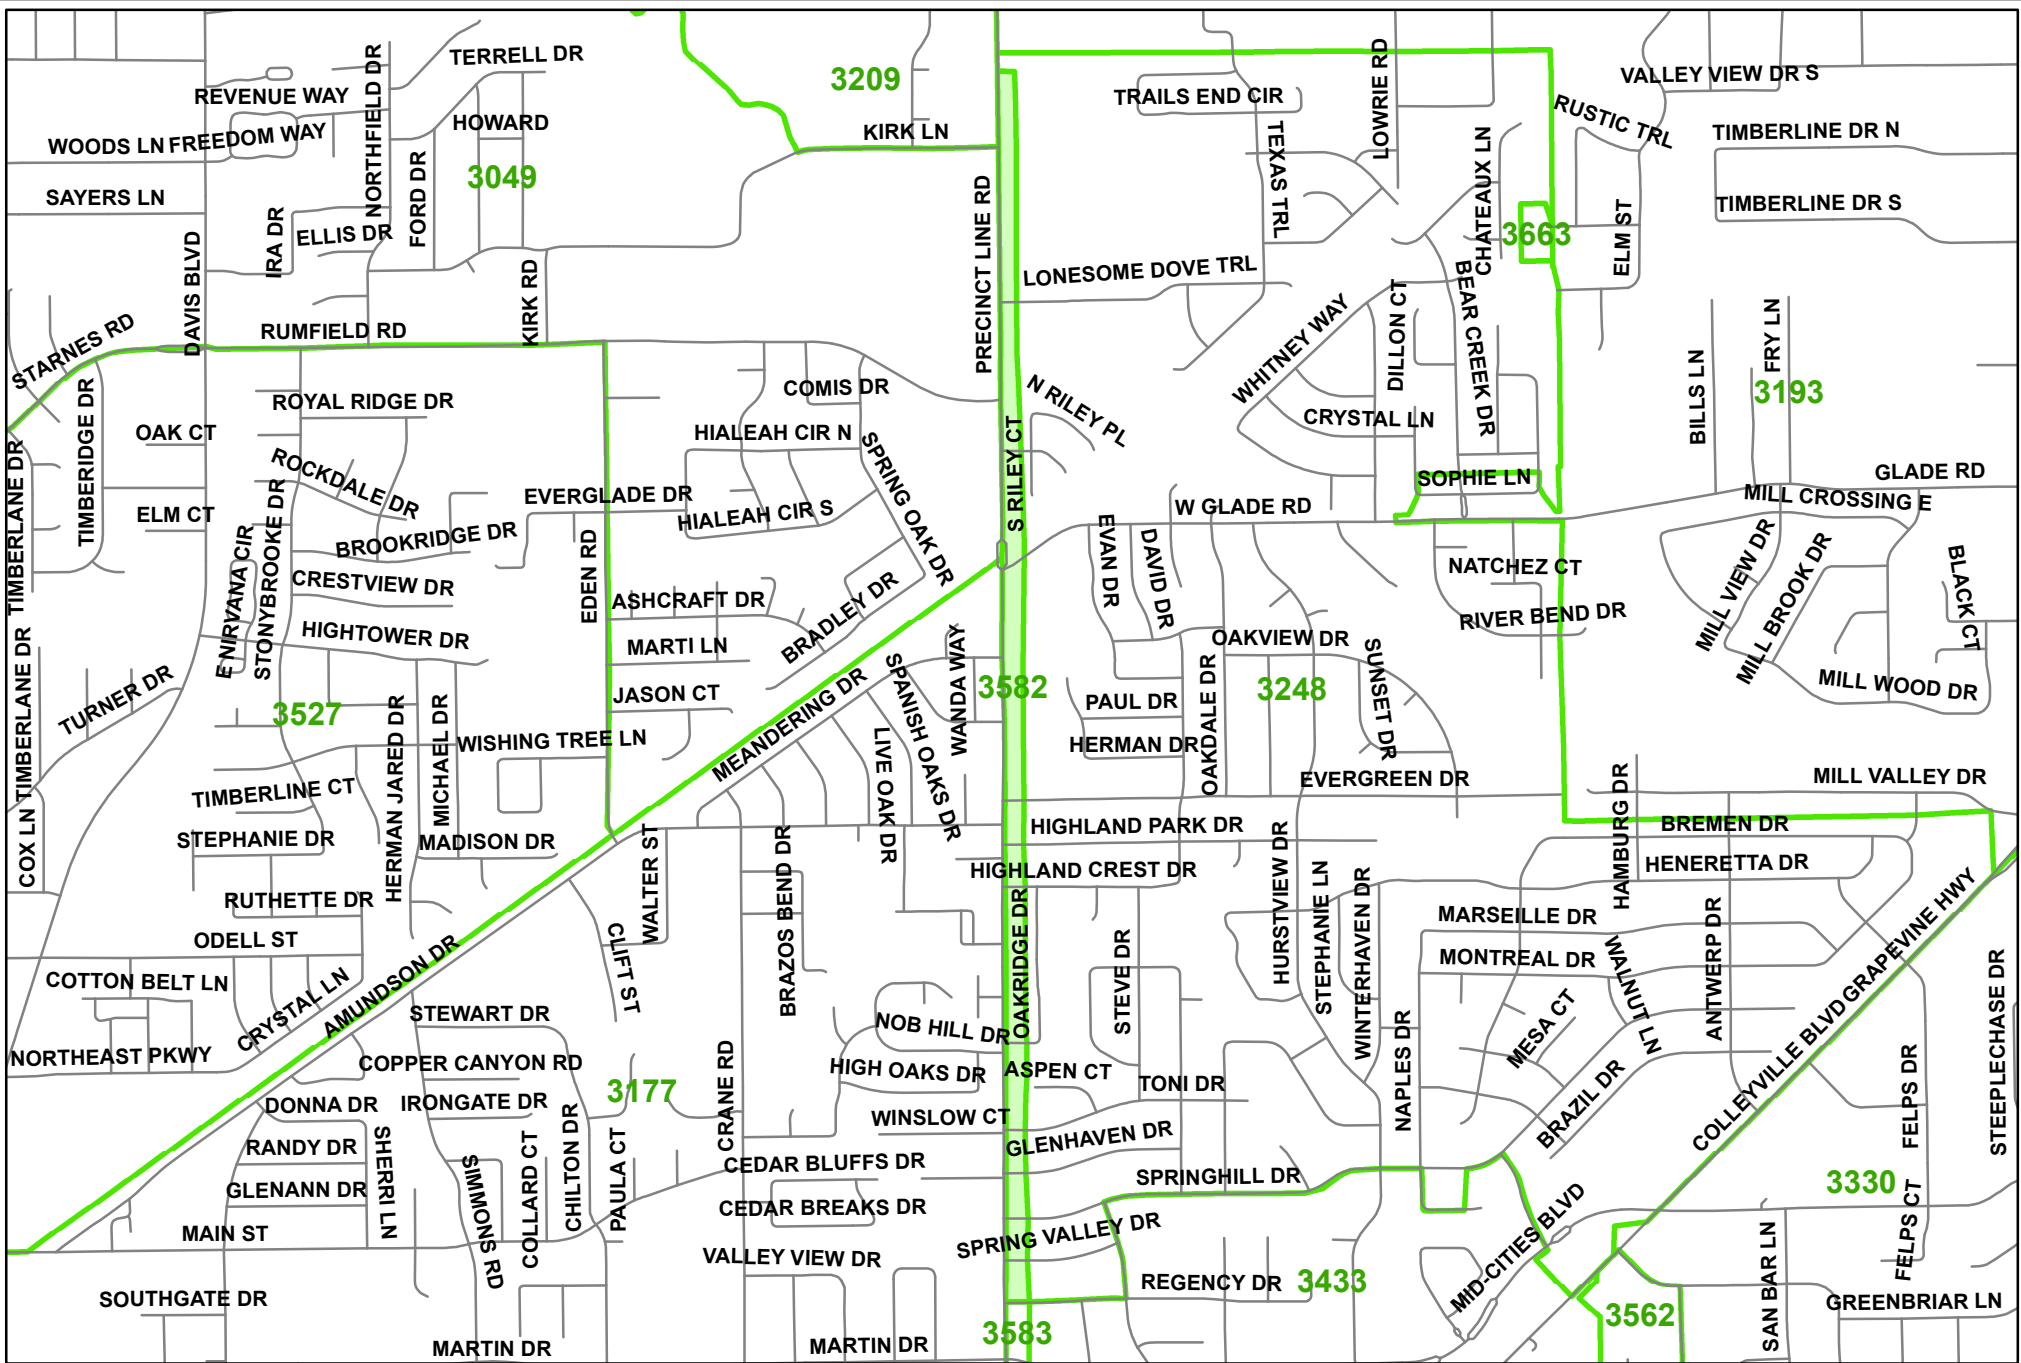 TERRELL DR
3209
VALLEY VIEW DR S
REVENUE WAY
NORTHFIELD DR
TRAILS END CIR
LOWRIE RD
RUSTIC TRL
HOWARD
KIRK LN
TIMBERLINE DR N
WOODS LN
FREEDOM WAY
TEXAS TRL
CHATEAUX LN
3049
FORD DR
SAYERS LN
PRECINCT LINE RD
TIMBERLINE DR S
IRA DR
ELLIS DR
3663
ELM ST
DAVIS BLVD
KIRK RD
LONESOME DOVE TRL
BEAR CREEK DR
STARNES RD
RUMFIELD RD
WHITNEY WAY
DILLON CT
FRY LN
BILLS LN
3193
COMIS DR
N RILEY PL
TIMBERIDGE DR
ROYAL RIDGE DR
OAK CT
HIALEAH CIR N
CRYSTAL LN
TIMBERLANE DR
ROCKDALE DR
SPRING OAK DR
S RILEY CT
SOPHIE LN
GLADE RD
EVERGLADE DR
W GLADE RD
MILL CROSSING E
ELM CT
HIALEAH CIR S
STONYBROOKE DR
BROOKRIDGE DR
EDEN RD
EVAN DR
DAVID DR
NATCHEZ CT
MILL VIEW DR
MILL BROOK DR
BLACK CT
E NIRVANA CIR
CRESTVIEW DR
ASHCRAFT DR
BRADLEY DR
RIVER BEND DR
HIGHTOWER DR
MARTI LN
OAKVIEW DR
TIMBERLANE DR
TURNER DR
3527
JASON CT
MEANDERING DR
SPANISH OAKS DR
WANDA WAY
3582
PAUL DR
OAKDALE DR
3248
SUNSET DR
MILL WOOD DR
HERMAN JARED DR
MICHAEL DR
WISHING TREE LN
LIVE OAK DR
HERMAN DR
EVERGREEN DR
HAMBURG DR
MILL VALLEY DR
TIMBERLINE CT
COX LN
STEPHANIE DR
MADISON DR
WALTER ST
BRAZOS BEND DR
HIGHLAND PARK DR
BREMEN DR
HIGHLAND CREST DR
HENERETTA DR
RUTHETTE DR
OAKRIDGE DR
HURSTVIEW DR
STEPHANIE LN
WINTERHAVEN DR
MARSEILLE DR
ANTWERP DR
COLLEYVILLE BLVD GRAPEVINE HWY
ODELL ST
CLIFT ST
STEVE DR
MONTREAL DR
WALNUT LN
STEEPLECHASE DR
COTTON BELT LN
CRYSTAL LN
AMUNDSON DR
STEWART DR
NOB HILL DR
MESA CT
NORTHEAST PKWY
COPPER CANYON RD
HIGH OAKS DR
ASPEN CT
TONI DR
NAPLES DR
3177
CRANE RD
BRAZIL DR
FELPS DR
DONNA DR
IRONGATE DR
WINSLOW CT
RANDY DR
SHERRI LN
SIMMONS RD
COLLARD CT
CHILTON DR
PAULA CT
GLENHAVEN DR
CEDAR BLUFFS DR
SPRINGHILL DR
3330
GLENANN DR
CEDAR BREAKS DR
MAIN ST
SPRING VALLEY DR
MID-CITIES BLVD
SAN BAR LN
FELPS CT
VALLEY VIEW DR
REGENCY DR
3433
SOUTHGATE DR
3562
GREENBRIAR LN
3583
MARTIN DR
MARTIN DR